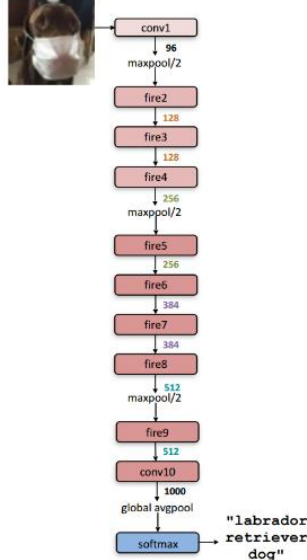 conv1
96
maxpool/2
fire2
128
fire3
128
fire4
256
maxpool/2
fire5
256
fire6
384
fire7
384
fire8
512
maxpool/2
fire9
512
conv10
1000
global avgpool
softmax
"labrador
retriever
dog"